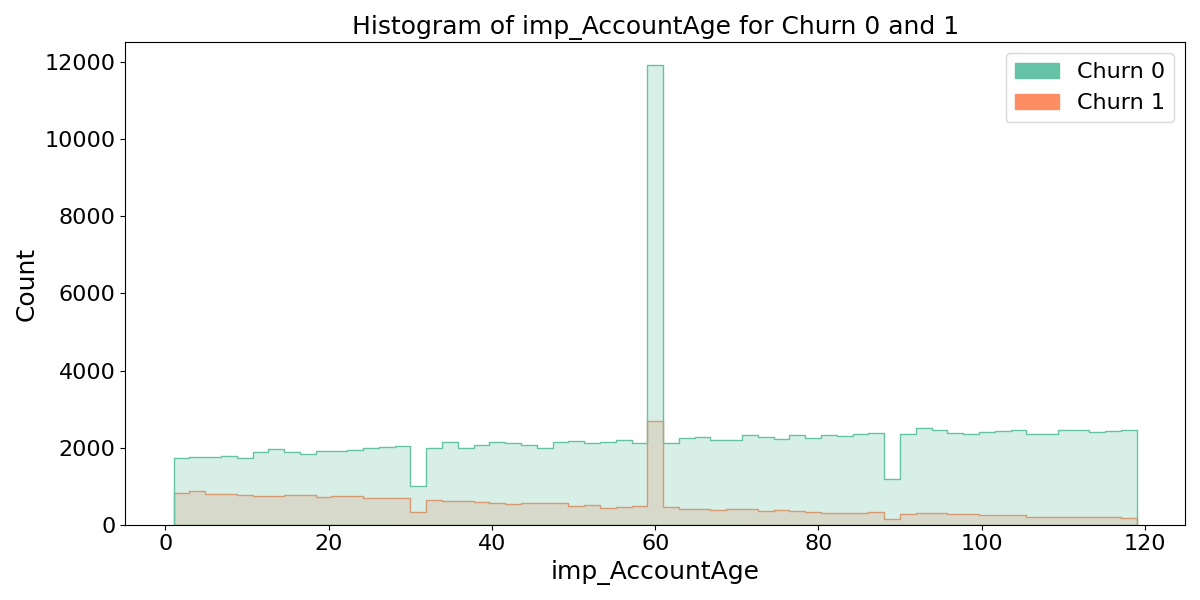 Histogram of imp_AccountAge for Churn 0 and 1
Churn 0
Churn 1
12000
10000
8000
6000
4000
2000
0
Count
0 20 40 60 80 100 120
imp_AccountAge